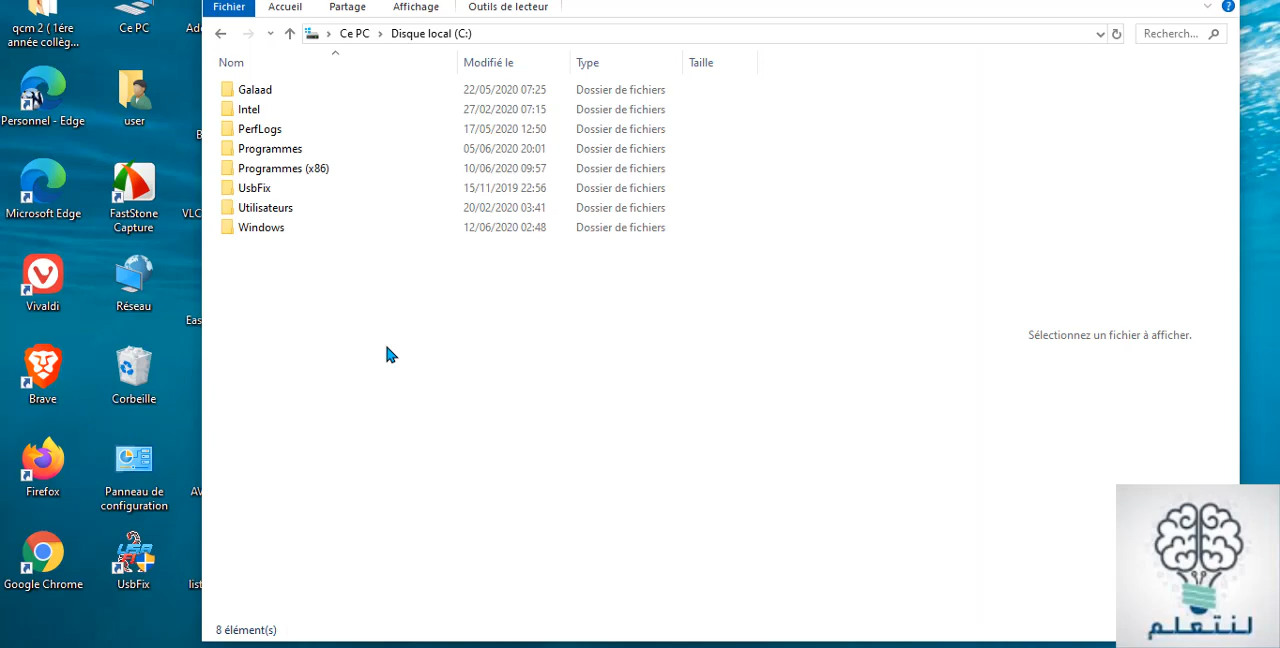 qcm 2 ( 1ére
année collèg...
Ce PC
Ado
Personnel - Edge
user
B
Microsoft Edge
FastStone
Capture
VLC
Vivaldi
Réseau
Eas
Brave
Corbeille
Firefox
Panneau de
configuration
AV
Google Chrome
UsbFix
list
Fichier
Accueil
Partage
Affichage
Outils de lecteur
Ce PC
Disque local (C:)
Recherch...
Nom
Modifié le
Type
Taille
Galaad 22/05/2020 07:25 Dossier de fichiers
Intel 27/02/2020 07:15 Dossier de fichiers
PerfLogs 17/05/2020 12:50 Dossier de fichiers
Programmes 05/06/2020 20:01 Dossier de fichiers
Programmes (x86) 10/06/2020 09:57 Dossier de fichiers
UsbFix 15/11/2019 22:56 Dossier de fichiers
Utilisateurs 20/02/2020 03:41 Dossier de fichiers
Windows 12/06/2020 02:48 Dossier de fichiers
Sélectionnez un fichier à afficher.
8 élément(s)
لنتعلم